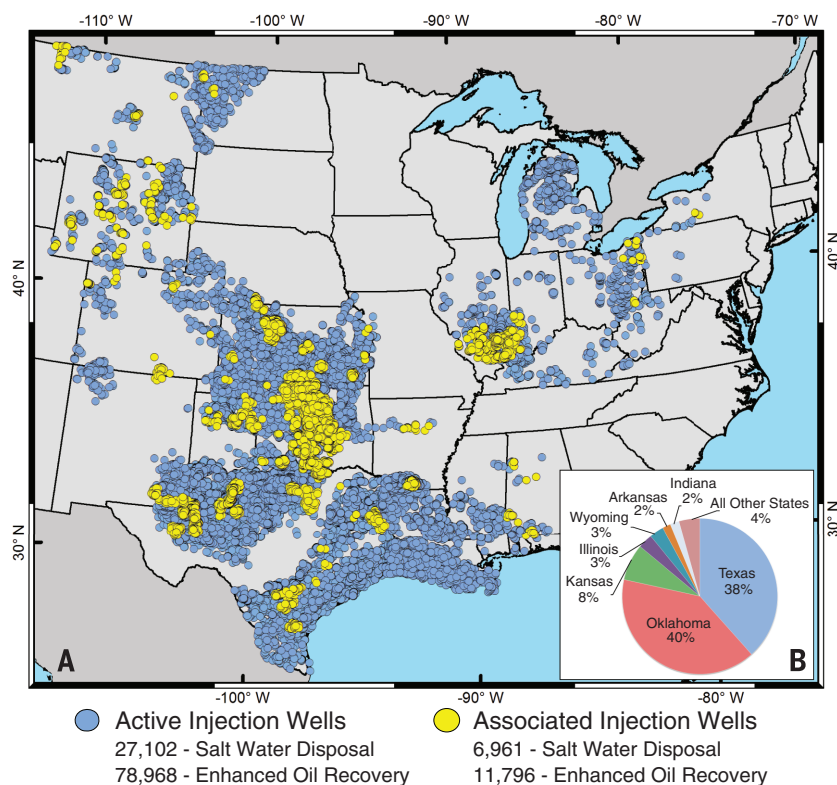 -110° W
-100° W
-90° W
-80° W
-70° W
40° N
40° N
30° N
30° N
Indiana
2%
Arkansas
2%
All Other States
4%
Wyoming
3%
Illinois
3%
Kansas
8%
Texas
38%
Oklahoma
40%
A
B
-100° W
-90° W
-80° W
Active Injection Wells
27,102 - Salt Water Disposal
78,968 - Enhanced Oil Recovery
Associated Injection Wells
6,961 - Salt Water Disposal
11,796 - Enhanced Oil Recovery